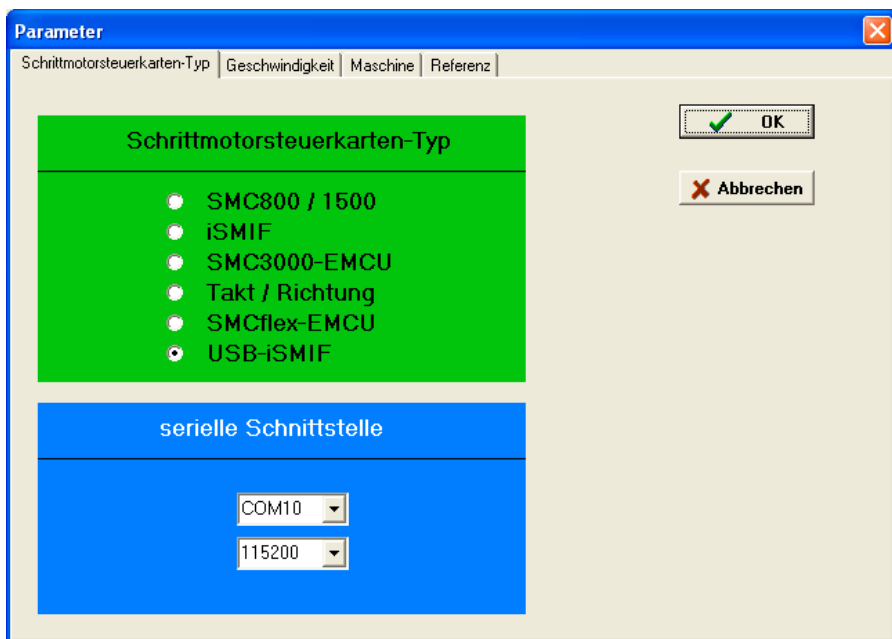 Parameter
Schrittmotorsteuerkarten-Typ
Geschwindigkeit
Maschine
Referenz
Schrittmotorsteuerkarten-Typ
SMC800 / 1500
iSMIF
SMC3000-EMCU
Takt / Richtung
SMCflex-EMCU
USB-iSMIF
serielle Schnittstelle
COM10
115200
OK
Abbrechen